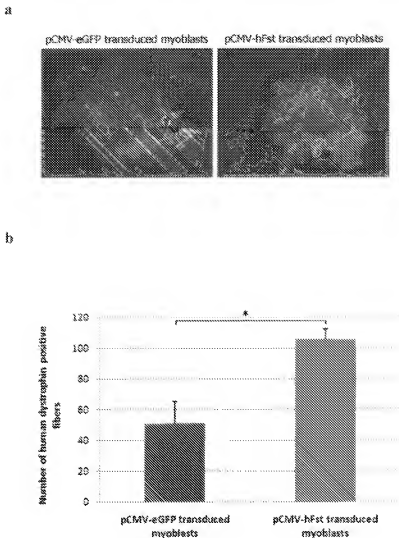 a
pCMV-eGFP transduced myoblasts
pCMV-hFst transduced myoblasts
b
Number of human dystrophin positive
fibers
120
100
80
60
40
20
0
*
pCMV-eGFP transduced
myoblasts
pCMV-hFst transduced
myoblasts